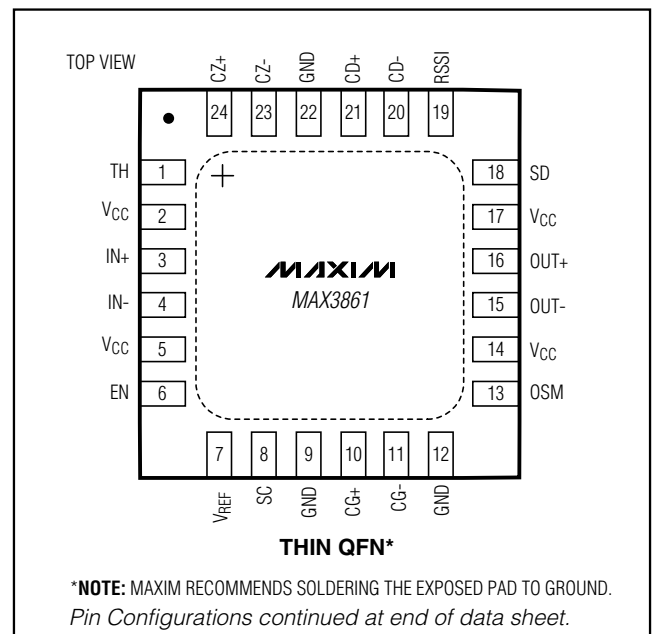 TOP VIEW
CZ+ CZ- GND CD+ CD- RSSI
24 23 22 21 20 19
TH 1 + 18 SD
VCC 2 17 VCC
IN+ 3 MAXIM 16 OUT+
IN- 4 MAX3861 15 OUT-
VCC 5 14 VCC
EN 6 13 OSM
7 8 9 10 11 12
VREF SC GND CG+ CG- GND
THIN QFN*
*NOTE: MAXIM RECOMMENDS SOLDERING THE EXPOSED PAD TO GROUND.
Pin Configurations continued at end of data sheet.